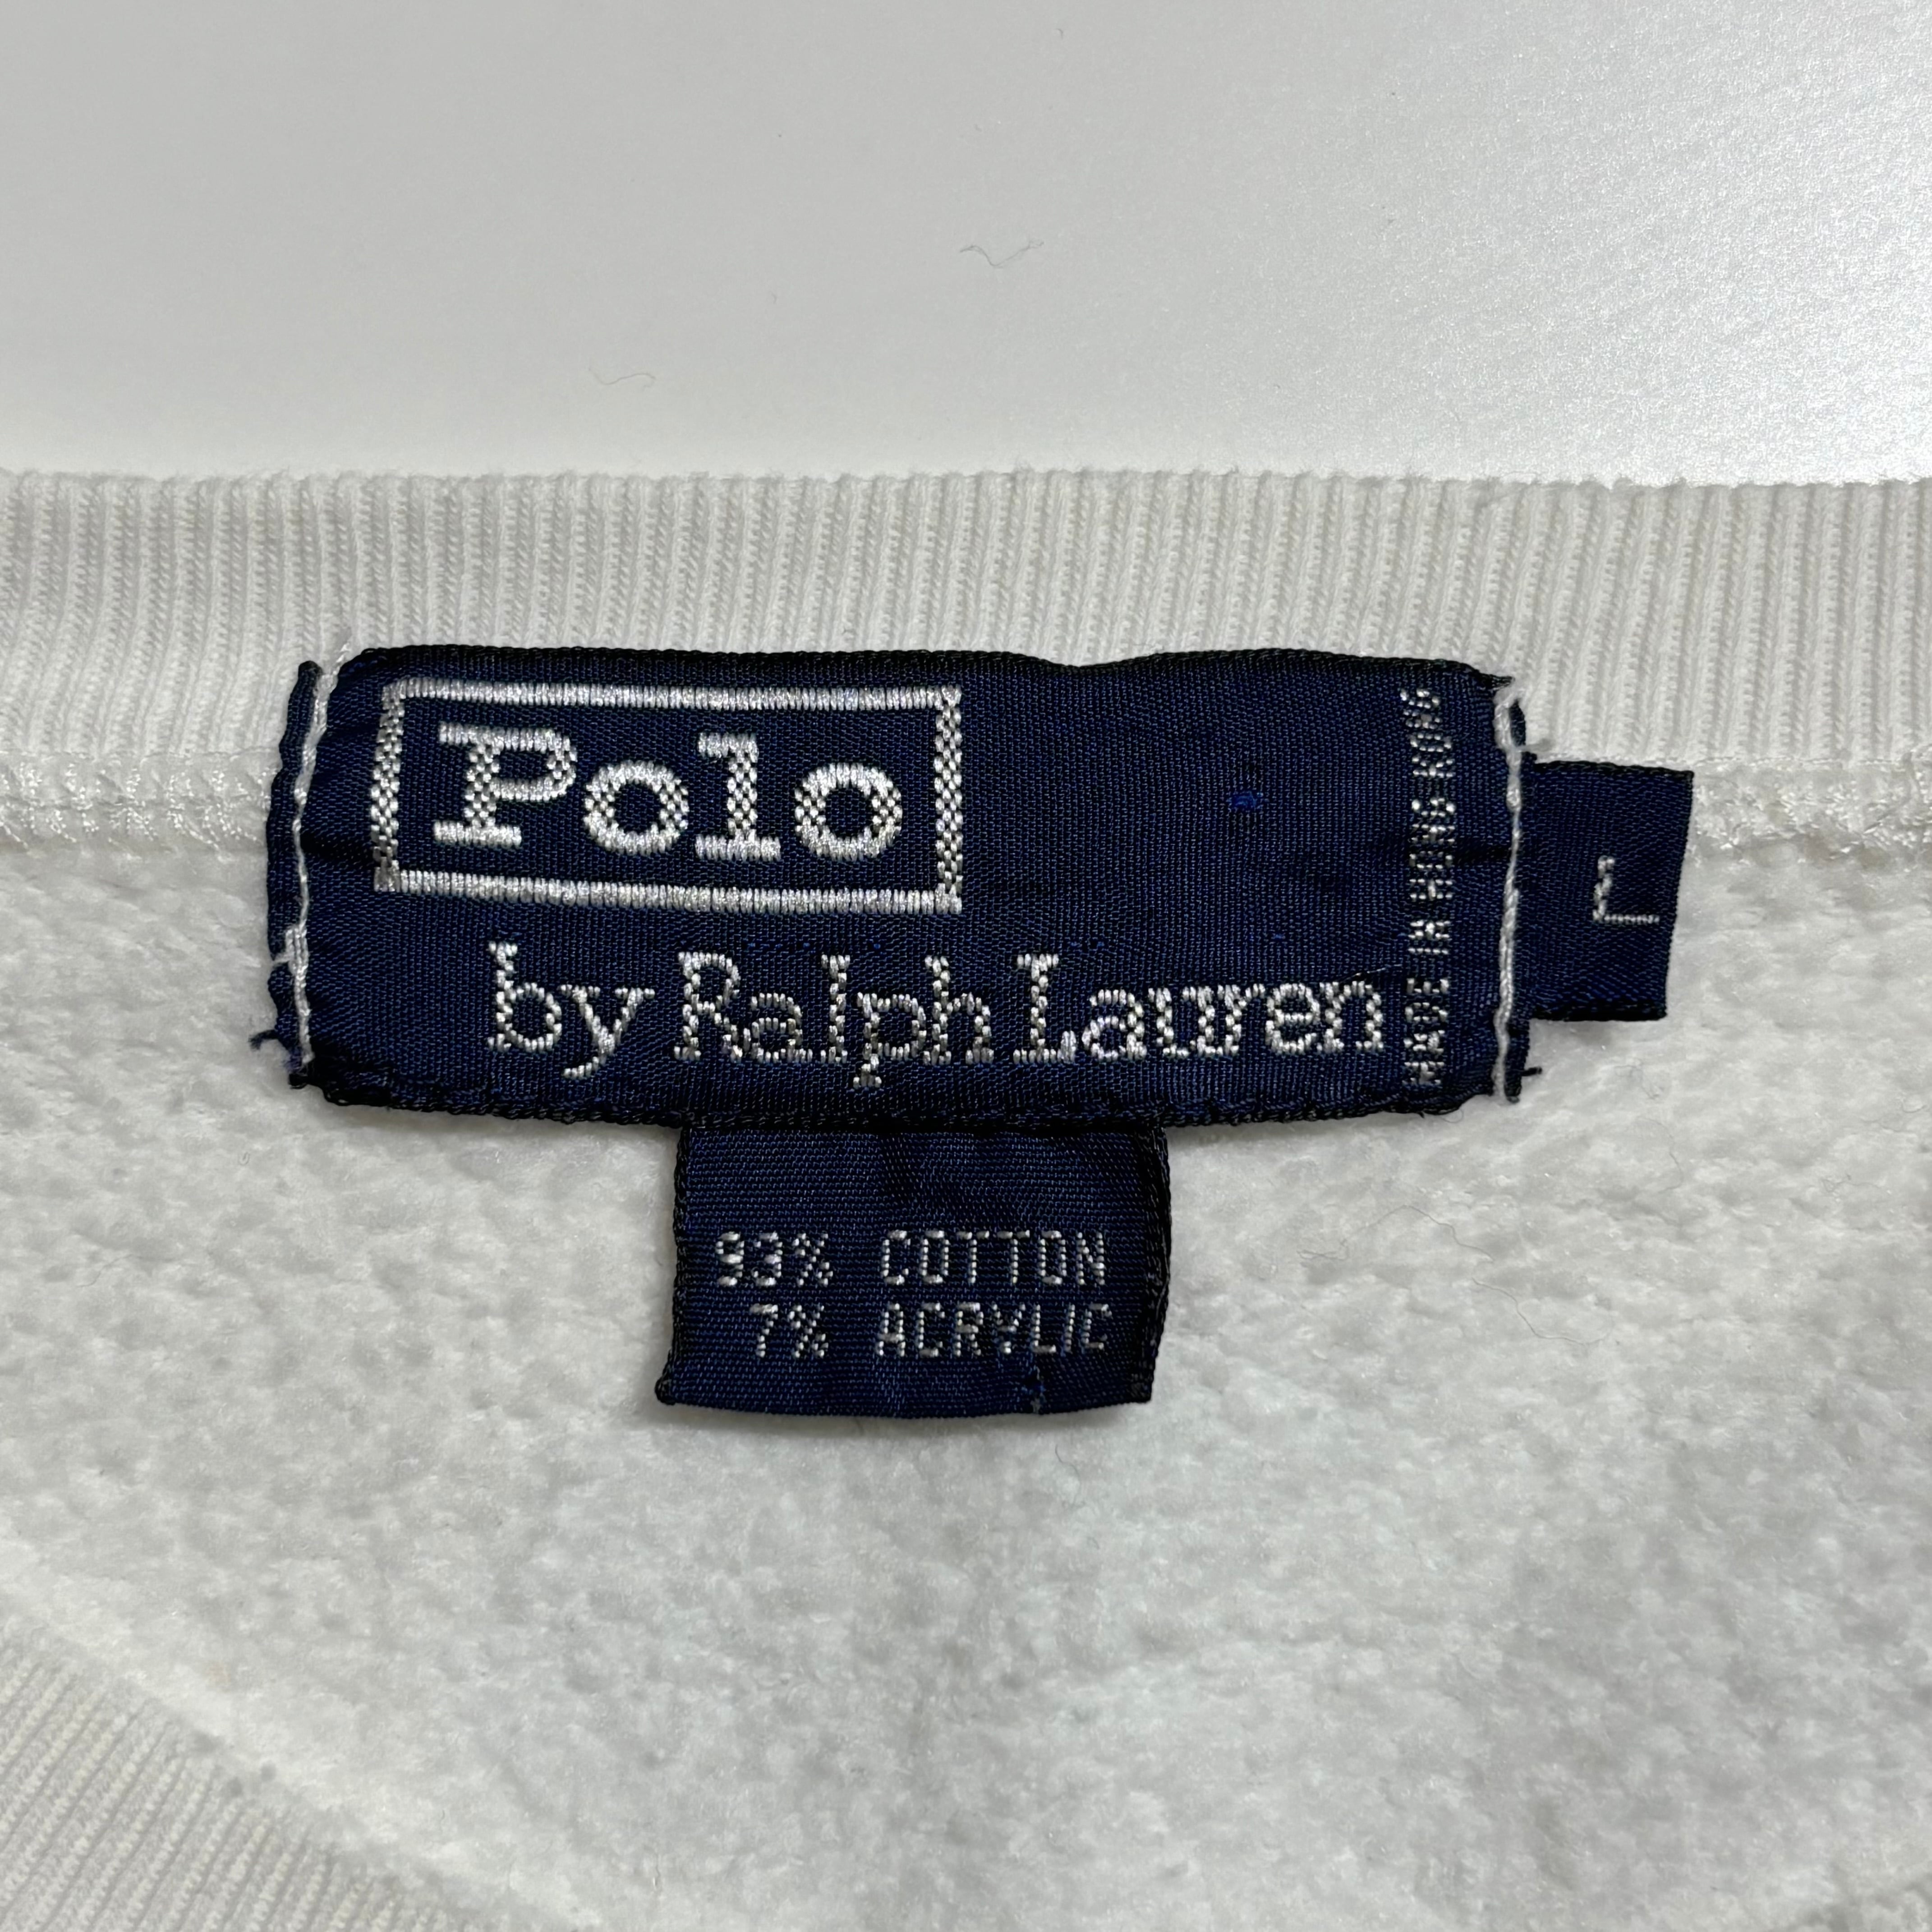 Polo
by Ralph Lauren
MADE IN HONG KONG
L
93% COTTON
7% ACRYLIC